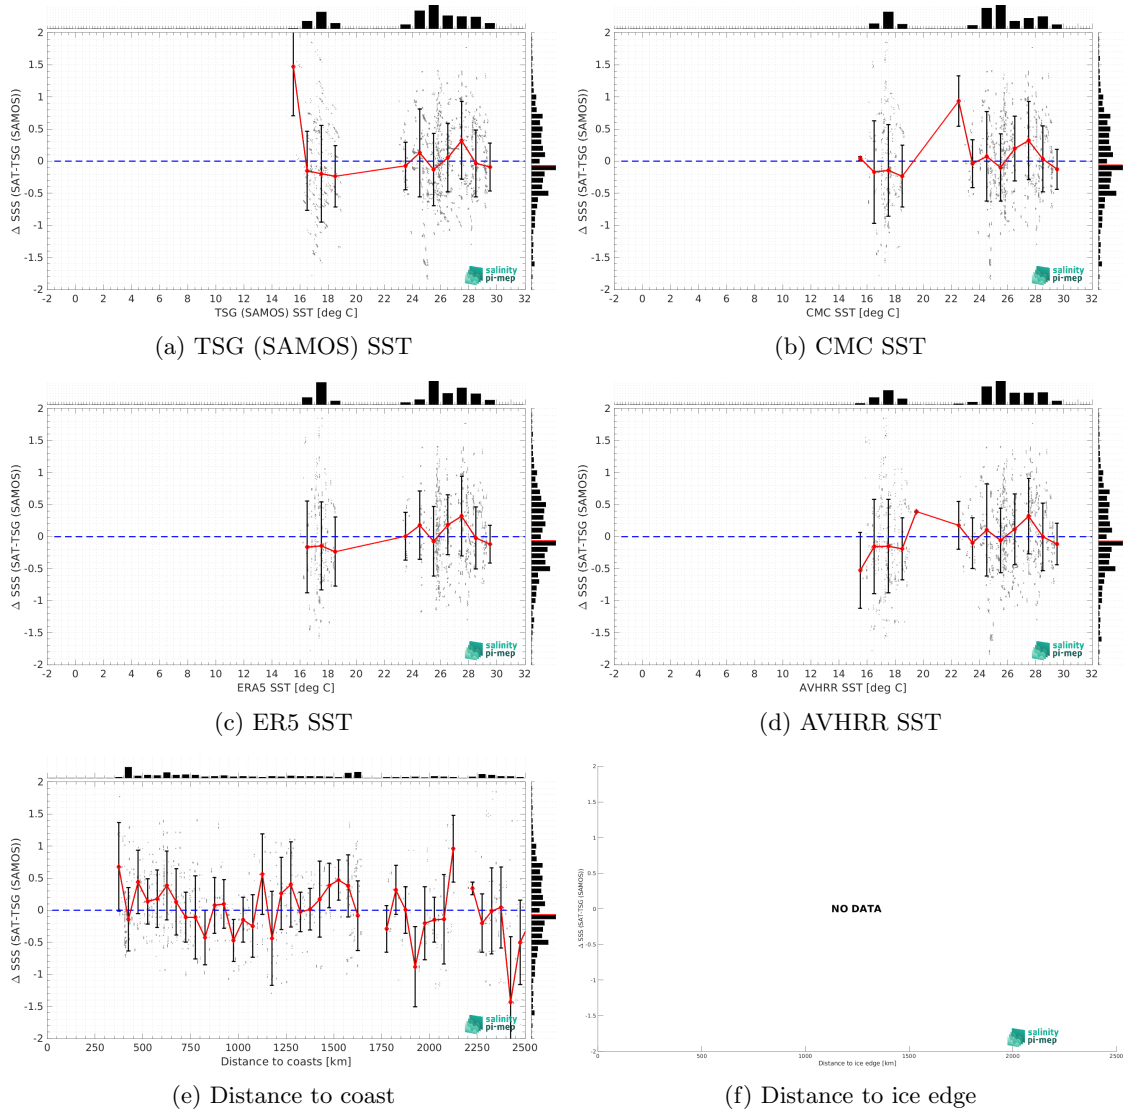 2
1.5
1
0.5
0
-0.5
-1
-1.5
-2
Δ SSS (SAT-TSG (SAMOS))
-2 0 2 4 6 8 10 12 14 16 18 20 22 24 26 28 30 32
TSG (SAMOS) SST [deg C]
salinity
pi-mep
(a) TSG (SAMOS) SST
2
1.5
1
0.5
0
-0.5
-1
-1.5
-2
Δ SSS (SAT-TSG (SAMOS))
-2 0 2 4 6 8 10 12 14 16 18 20 22 24 26 28 30 32
CMC SST [deg C]
salinity
pi-mep
(b) CMC SST
2
1.5
1
0.5
0
-0.5
-1
-1.5
-2
Δ SSS (SAT-TSG (SAMOS))
-2 0 2 4 6 8 10 12 14 16 18 20 22 24 26 28 30 32
ERA5 SST [deg C]
salinity
pi-mep
(c) ER5 SST
2
1.5
1
0.5
0
-0.5
-1
-1.5
-2
Δ SSS (SAT-TSG (SAMOS))
-2 0 2 4 6 8 10 12 14 16 18 20 22 24 26 28 30 32
AVHRR SST [deg C]
salinity
pi-mep
(d) AVHRR SST
2
1.5
1
0.5
0
-0.5
-1
-1.5
-2
Δ SSS (SAT-TSG (SAMOS))
0 250 500 750 1000 1250 1500 1750 2000 2250 2500
Distance to coasts [km]
salinity
pi-mep
(e) Distance to coast
2
1.5
1
0.5
0
-0.5
-1
-1.5
-2
Δ SSS (SAT-TSG (SAMOS))
NO DATA
0 500 1000 1500 2000 2500
Distance to ice edge [km]
salinity
pi-mep
(f) Distance to ice edge